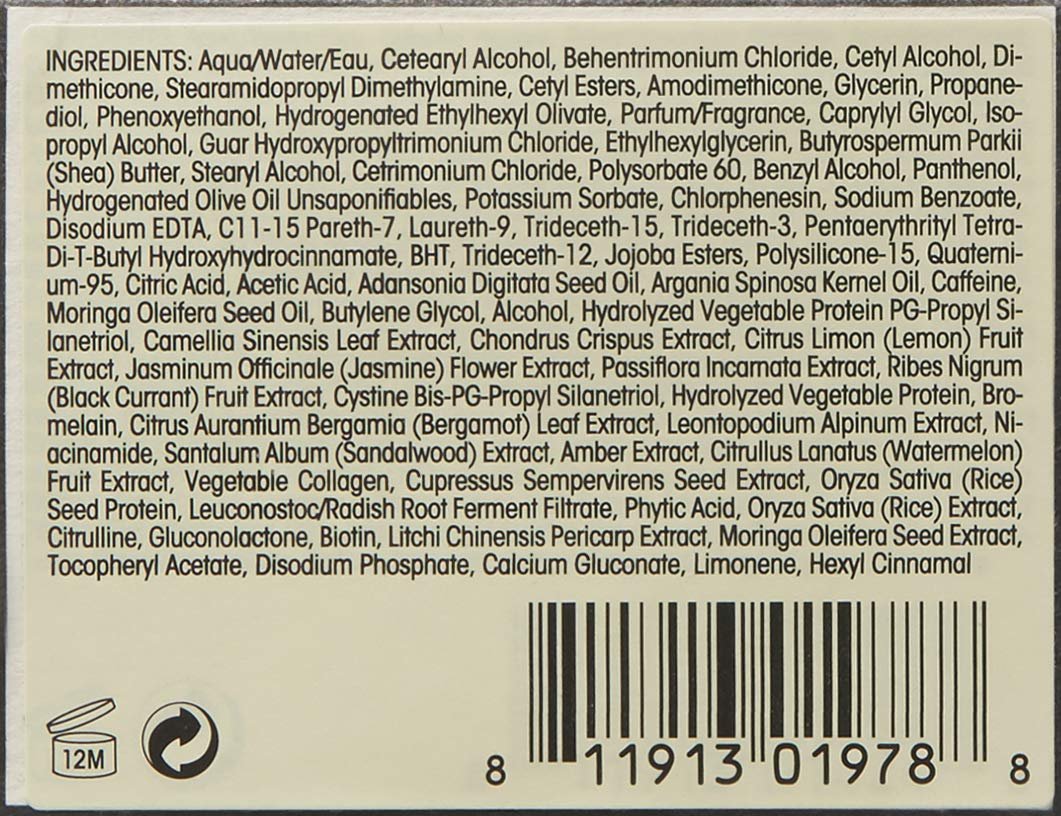 INGREDIENTS: Aqua/Water/Eau, Cetearyl Alcohol, Behentrimonium Chloride, Cetyl Alcohol, Di-
methicone, Stearamidopropyl Dimethylamine, Cetyl Esters, Amodimethicone, Glycerin, Propane-
diol, Phenoxyethanol, Hydrogenated Ethylhexyl Olivate, Parfum/Fragrance, Caprylyl Glycol, Iso-
propyl Alcohol, Guar Hydroxypropyltrimonium Chloride, Ethylhexylglycerin, Butyrospermum Parkii
(Shea) Butter, Stearyl Alcohol, Cetrimonium Chloride, Polysorbate 60, Benzyl Alcohol, Panthenol,
Hydrogenated Olive Oil Unsaponifiables, Potassium Sorbate, Chlorphenesin, Sodium Benzoate,
Disodium EDTA, C11-15 Pareth-7, Laureth-9, Trideceth-15, Trideceth-3, Pentaerythrityl Tetra-
Di-T-Butyl Hydroxyhydrocinnamate, BHT, Trideceth-12, Jojoba Esters, Polysilicone-15, Quaterni-
um-95, Citric Acid, Acetic Acid, Adansonia Digitata Seed Oil, Argania Spinosa Kernel Oil, Caffeine,
Moringa Oleifera Seed Oil, Butylene Glycol, Alcohol, Hydrolyzed Vegetable Protein PG-Propyl Si-
lanetriol, Camellia Sinensis Leaf Extract, Chondrus Crispus Extract, Citrus Limon (Lemon) Fruit
Extract, Jasminum Officinale (Jasmine) Flower Extract, Passiflora Incarnata Extract, Ribes Nigrum
(Black Currant) Fruit Extract, Cystine Bis-PG-Propyl Silanetriol, Hydrolyzed Vegetable Protein, Bro-
melain, Citrus Aurantium Bergamia (Bergamot) Leaf Extract, Leontopodium Alpinum Extract, Ni-
acinamide, Santalum Album (Sandalwood) Extract, Amber Extract, Citrullus Lanatus (Watermelon)
Fruit Extract, Vegetable Collagen, Cupressus Sempervirens Seed Extract, Oryza Sativa (Rice)
Seed Protein, Leuconostoc/Radish Root Ferment Filtrate, Phytic Acid, Oryza Sativa (Rice) Extract,
Citrulline, Gluconolactone, Biotin, Litchi Chinensis Pericarp Extract, Moringa Oleifera Seed Extract,
Tocopheryl Acetate, Disodium Phosphate, Calcium Gluconate, Limonene, Hexyl Cinnamal
12M
8 11913 01978 8